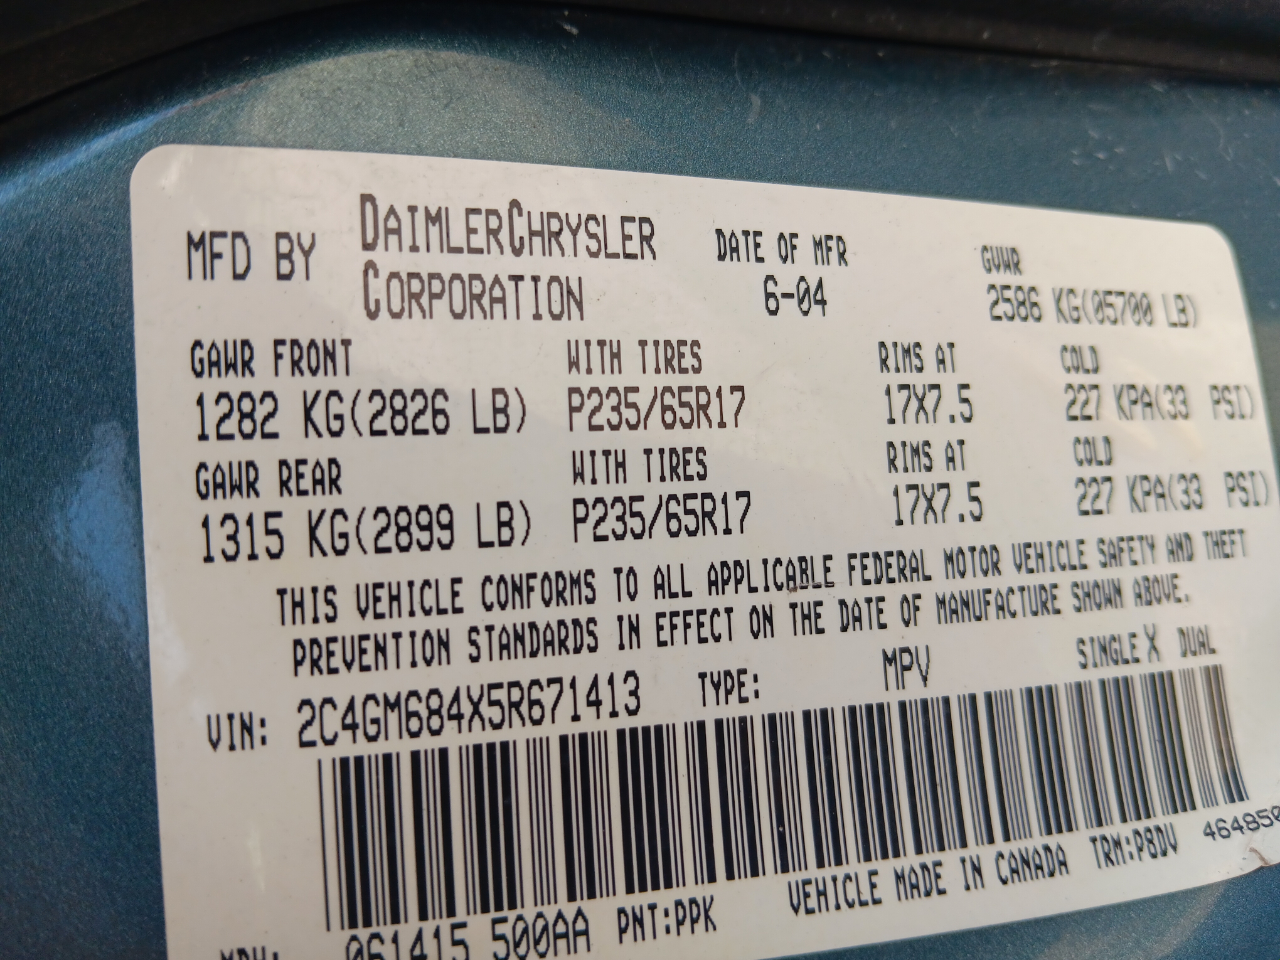 MFD BY DAIMLERCHRYSLER CORPORATION DATE OF MFR 6-04 GVWR 2586 KG(05700 LB)
GAWR FRONT WITH TIRES RIMS AT COLD
1282 KG(2826 LB) P235/65R17 17X7.5 227 KPA(33 PSI)
GAWR REAR WITH TIRES RIMS AT COLD
1315 KG(2899 LB) P235/65R17 17X7.5 227 KPA(33 PSI)
THIS VEHICLE CONFORMS TO ALL APPLICABLE FEDERAL MOTOR VEHICLE SAFETY AND THEFT
PREVENTION STANDARDS IN EFFECT ON THE DATE OF MANUFACTURE SHOWN ABOVE.
VIN: 2C4GM684X5R671413 TYPE: MPV SINGLE X DUAL
061415 500AA PNT:PPK VEHICLE MADE IN CANADA TRM:P8DV